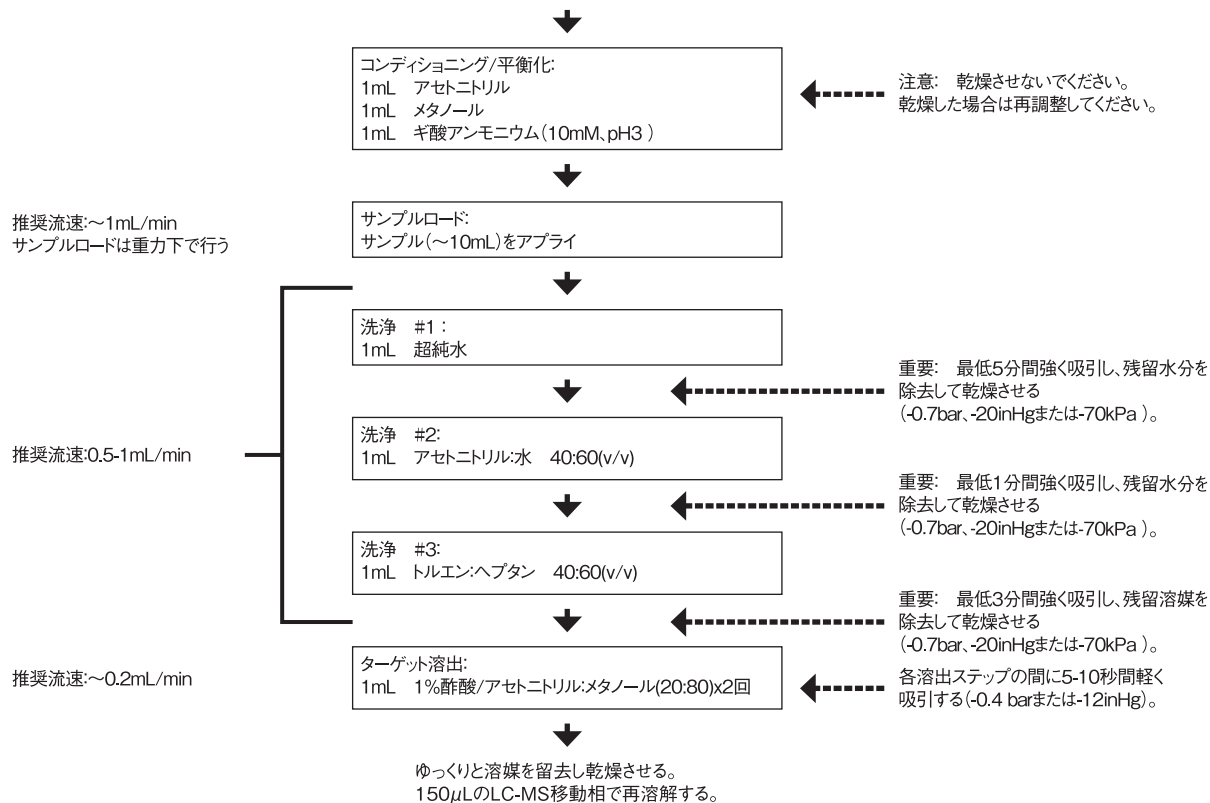 コンディショニング/平衡化:
1mL　アセトニトリル
1mL　メタノール
1mL　ギ酸アンモニウム（10mM、pH3 ）
注意:　乾燥させないでください。
乾燥した場合は再調整してください。
推奨流速:～1mL/min
サンプルロードは重力下で行う
サンプルロード:
サンプル（～10mL）をアプライ
洗浄　#1 :
1mL　超純水
重要:　最低5分間強く吸引し、残留水分を
除去して乾燥させる
（-0.7bar、-20inHgまたは-70kPa ）。
推奨流速:0.5-1mL/min
洗浄　#2:
1mL　アセトニトリル:水　40:60(v/v)
重要:　最低1分間強く吸引し、残留水分を
除去して乾燥させる
（-0.7bar、-20inHgまたは-70kPa ）。
洗浄　#3:
1mL　トルエン:ヘプタン　40:60(v/v)
重要:　最低3分間強く吸引し、残留溶媒を
除去して乾燥させる
（-0.7bar、-20inHgまたは-70kPa ）。
推奨流速:～0.2mL/min
ターゲット溶出:
1mL　1%酢酸/アセトニトリル:メタノール(20:80)x2回
各溶出ステップの間に5-10秒間軽く
吸引する(-0.4 barまたは-12inHg)。
ゆっくりと溶媒を留去し乾燥させる。
150μLのLC-MS移動相で再溶解する。